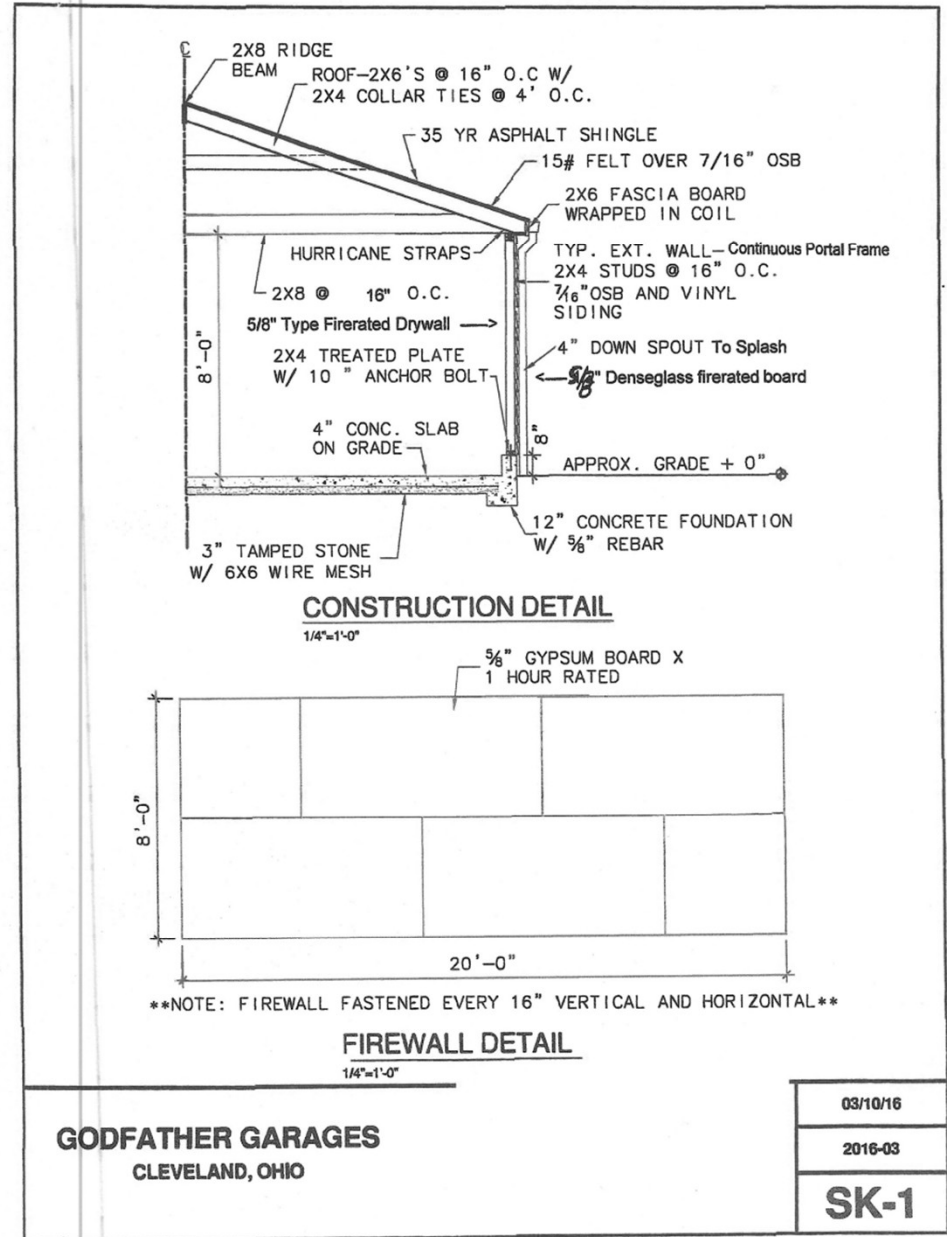 ℄
2X8 RIDGE
BEAM
ROOF-2X6'S @ 16" O.C W/
2X4 COLLAR TIES @ 4' O.C.
35 YR ASPHALT SHINGLE
15# FELT OVER 7/16" OSB
2X6 FASCIA BOARD
WRAPPED IN COIL
HURRICANE STRAPS
TYP. EXT. WALL-Continuous Portal Frame
2X4 STUDS @ 16" O.C.
7/16"OSB AND VINYL
SIDING
2X8 @ 16" O.C.
5/8" Type Firerated Drywall
8'-0"
2X4 TREATED PLATE
W/ 10 " ANCHOR BOLT
4" DOWN SPOUT To Splash
5/8" Denseglass firerated board
4" CONC. SLAB
ON GRADE
8"
APPROX. GRADE + 0"
12" CONCRETE FOUNDATION
W/ 5/8" REBAR
3" TAMPED STONE
W/ 6X6 WIRE MESH
CONSTRUCTION DETAIL
1/4"=1'-0"
5/8" GYPSUM BOARD X
1 HOUR RATED
8'-0"
20'-0"
**NOTE: FIREWALL FASTENED EVERY 16" VERTICAL AND HORIZONTAL**
FIREWALL DETAIL
1/4"=1'-0"
GODFATHER GARAGES
CLEVELAND, OHIO
03/10/16
2016-03
SK-1